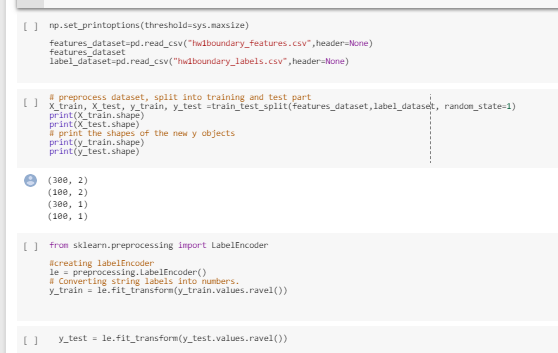 [ ] np.set_printoptions(threshold=sys.maxsize)
features_dataset=pd.read_csv("hw1boundary_features.csv",header=None)
features_dataset
label_dataset=pd.read_csv("hw1boundary_labels.csv",header=None)
[ ] # preprocess dataset, split into training and test part
X_train, X_test, y_train, y_test =train_test_split(features_dataset,label_dataset, random_state=1)
print(X_train.shape)
print(X_test.shape)
# print the shapes of the new y objects
print(y_train.shape)
print(y_test.shape)
(300, 2)
(100, 2)
(300, 1)
(100, 1)
[ ] from sklearn.preprocessing import LabelEncoder
#creating labelEncoder
le = preprocessing.LabelEncoder()
# Converting string labels into numbers.
y_train = le.fit_transform(y_train.values.ravel())
[ ] y_test = le.fit_transform(y_test.values.ravel())